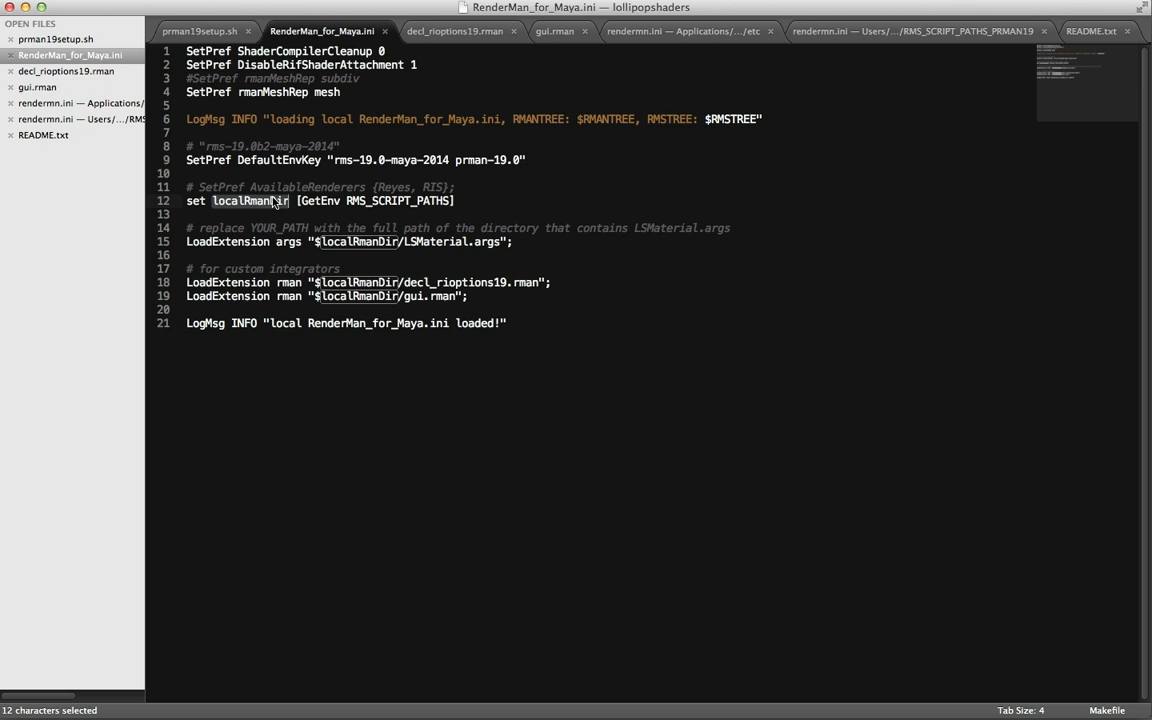 RenderMan_for_Maya.ini — lollipopshaders
OPEN FILES
prman19setup.sh
RenderMan_for_Maya.ini
decl_rioptions19.rman
gui.rman
rendermn.ini — Applications/
rendermn.ini — Users/.../RMS
README.txt
prman19setup.sh
RenderMan_for_Maya.ini
decl_rioptions19.rman
gui.rman
rendermn.ini — Applications/.../etc
rendermn.ini — Users/.../RMS_SCRIPT_PATHS_PRMAN19
README.txt
1 SetPref ShaderCompilerCleanup 0
2 SetPref DisableRifShaderAttachment 1
3 #SetPref rmanMeshRep subdiv
4 SetPref rmanMeshRep mesh
5
6 LogMsg INFO "loading local RenderMan_for_Maya.ini, RMANTREE: $RMANTREE, RMSTREE: $RMSTREE"
7
8 # "rms-19.0b2-maya-2014"
9 SetPref DefaultEnvKey "rms-19.0-maya-2014 prman-19.0"
10
11 # SetPref AvailableRenderers {Reyes, RIS};
12 set localRmanDir [GetEnv RMS_SCRIPT_PATHS]
13
14 # replace YOUR_PATH with the full path of the directory that contains LSMaterial.args
15 LoadExtension args "$localRmanDir/LSMaterial.args";
16
17 # for custom integrators
18 LoadExtension rman "$localRmanDir/decl_rioptions19.rman";
19 LoadExtension rman "$localRmanDir/gui.rman";
20
21 LogMsg INFO "local RenderMan_for_Maya.ini loaded!"
12 characters selected
Tab Size: 4
Makefile